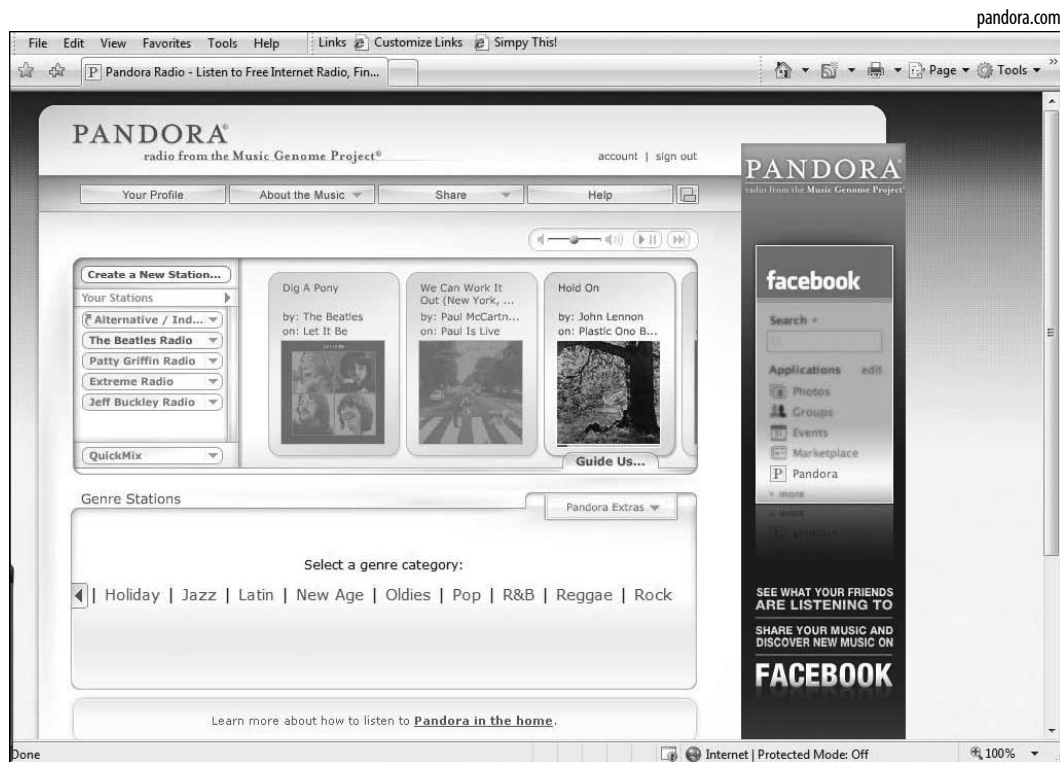 pandora.com
File Edit View Favorites Tools Help Links Customize Links Simpy This!
P Pandora Radio - Listen to Free Internet Radio, Fin...
Page Tools »
PANDORA®
radio from the Music Genome Project®
account | sign out
Your Profile About the Music Share Help
Create a New Station...
Your Stations
Alternative / Ind...
The Beatles Radio
Patty Griffin Radio
Extreme Radio
Jeff Buckley Radio
QuickMix
Dig A Pony
by: The Beatles
on: Let It Be
We Can Work It
Out (New York, ...
by: Paul McCartn...
on: Paul Is Live
Hold On
by: John Lennon
on: Plastic Ono B...
Guide Us...
Genre Stations
Pandora Extras
Select a genre category:
| Holiday | Jazz | Latin | New Age | Oldies | Pop | R&B | Reggae | Rock
Learn more about how to listen to Pandora in the home.
PANDORA®
radio from the Music Genome Project®
facebook
Search
Applications edit
Photos
Groups
31 Events
Marketplace
P Pandora
more
SEE WHAT YOUR FRIENDS
ARE LISTENING TO
SHARE YOUR MUSIC AND
DISCOVER NEW MUSIC ON
FACEBOOK
Done Internet | Protected Mode: Off 100%